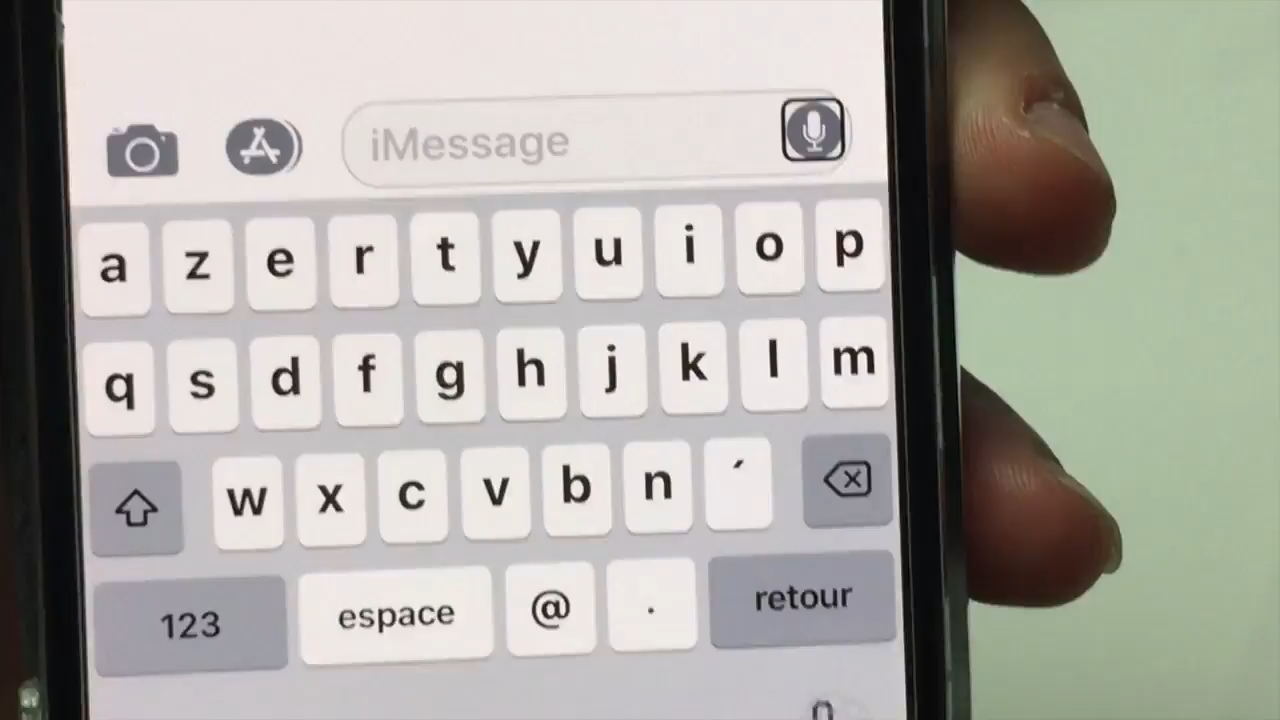 iMessage
a z e r t y u i o p
q s d f g h j k l m
w x c v b n ´
123 espace @ . retour